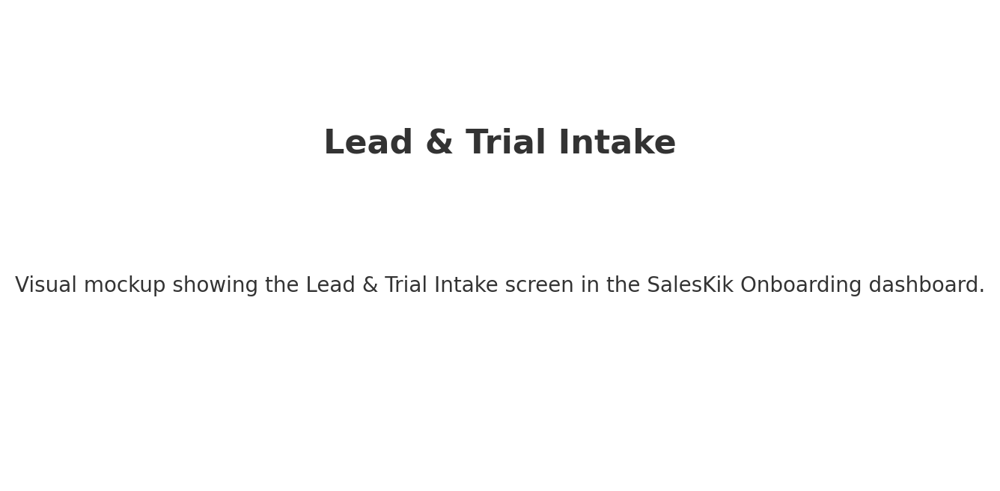 Lead & Trial Intake
Visual mockup showing the Lead & Trial Intake screen in the SalesKik Onboarding dashboard.